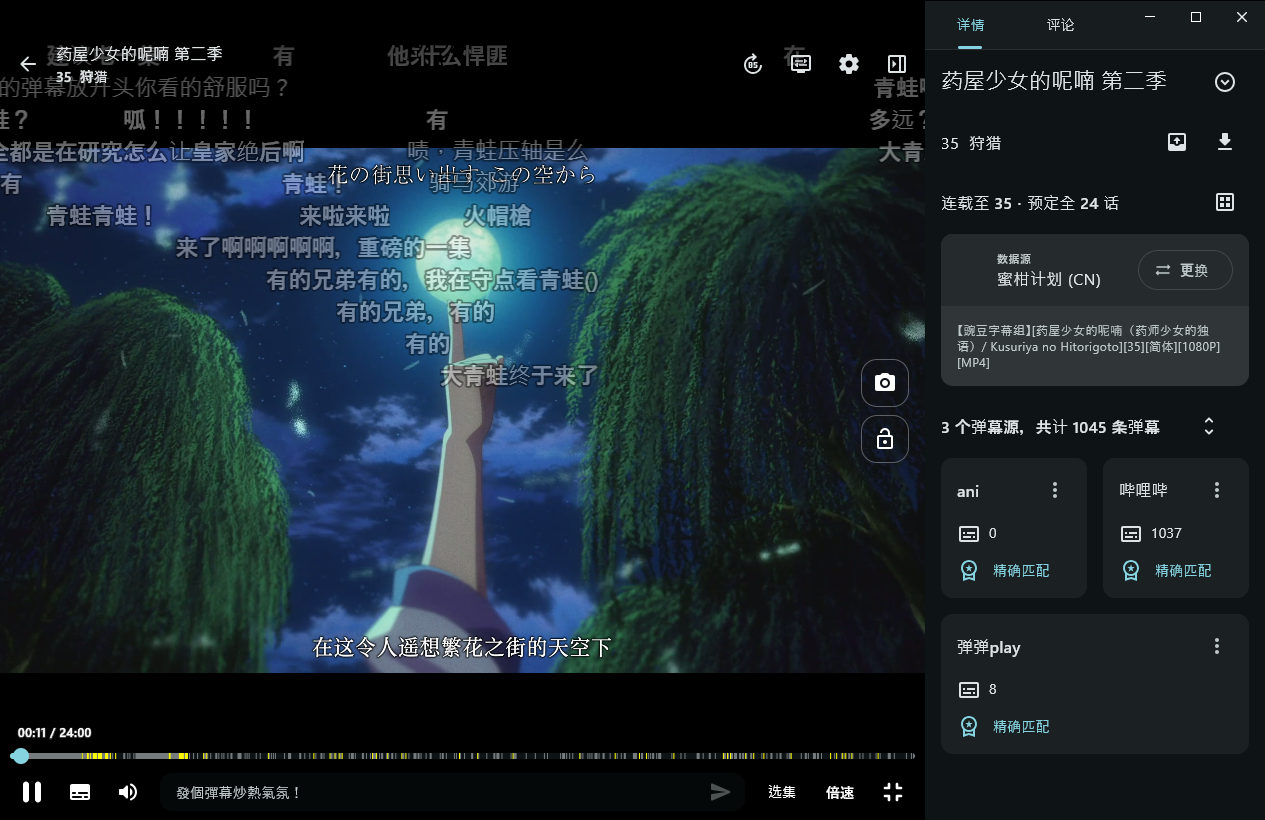 药屋少女的呢喃 第二季
35 狩猎
有
他来什么悍匪
在
的弹幕放开头你看的舒服吗？
蛙？
呱！！！！！！
有
多远？
全都是在研究怎么让皇家绝后啊
啧 · 青蛙压轴是么
大青
有
青蛙！
骑马郊游
花の街思い出す この空から
青蛙青蛙！
来啦来啦
火帽槍
来了啊啊啊啊啊，重磅的一集
有的兄弟有的，我在守点看青蛙()
有的兄弟，有的
有的
大青蛙终于来了
在这令人遥想繁花之街的天空下
00:11 / 24:00
發個彈幕炒熱氣氛！
选集
倍速
85
详情
评论
药屋少女的呢喃 第二季
35 狩猎
连载至 35 · 预定全 24 话
数据源
蜜柑计划 (CN)
更换
【豌豆字幕组】[药屋少女的呢喃（药师少女的独
语）/ Kusuriya no Hitorigoto][35][简体][1080P]
[MP4]
3 个弹幕源，共计 1045 条弹幕
ani
0
精确匹配
哔哩哔
1037
精确匹配
弹弹play
8
精确匹配